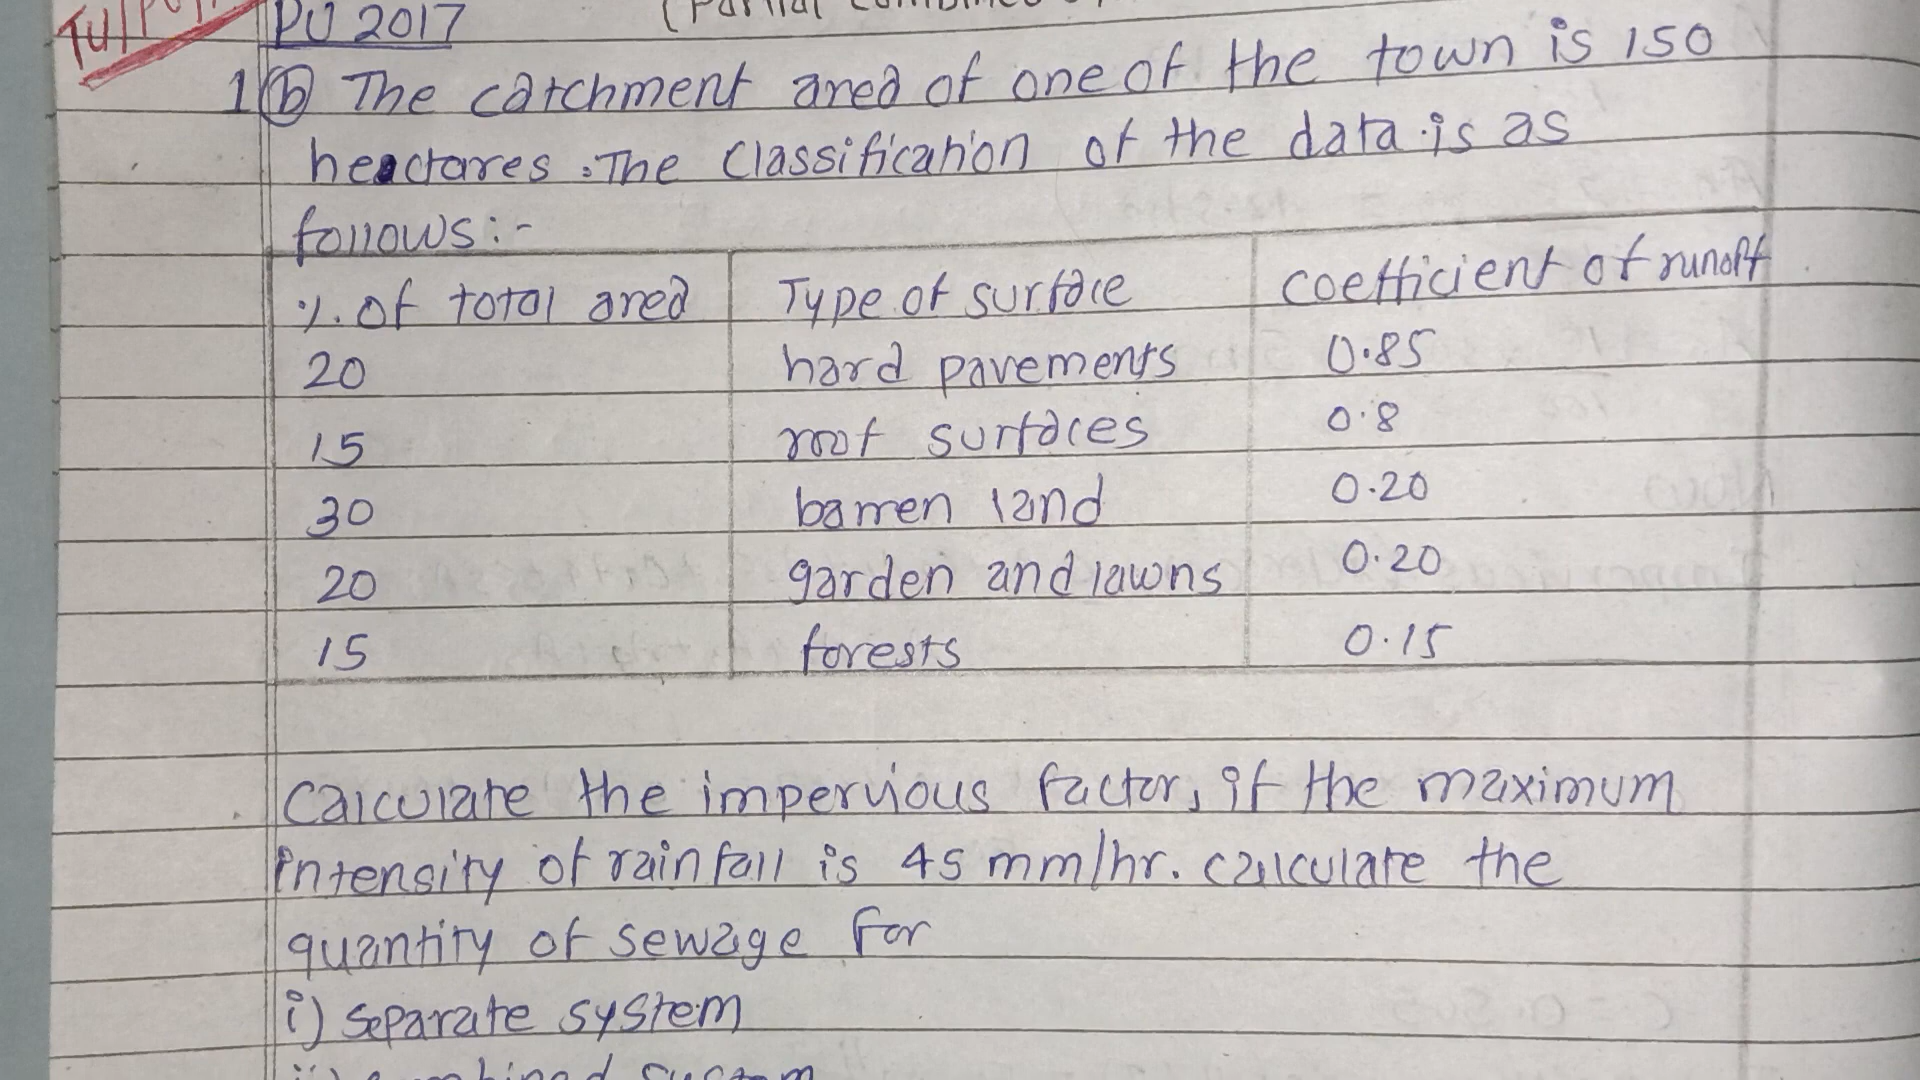 PU 2017
1 (b) The catchment area of one of the town is 150
heactares. The classification of the data is as
follows:-
%. of total area Type of surface coefficient of runoff
20 hard pavements 0.85
15 roof surfaces 0.8
30 barren land 0.20
20 garden and lawns 0.20
15 forests 0.15
Calculate the impervious factor, if the maximum
intensity of rainfall is 45 mm/hr. calculate the
quantity of sewage for
i) separate system
ii) combined system